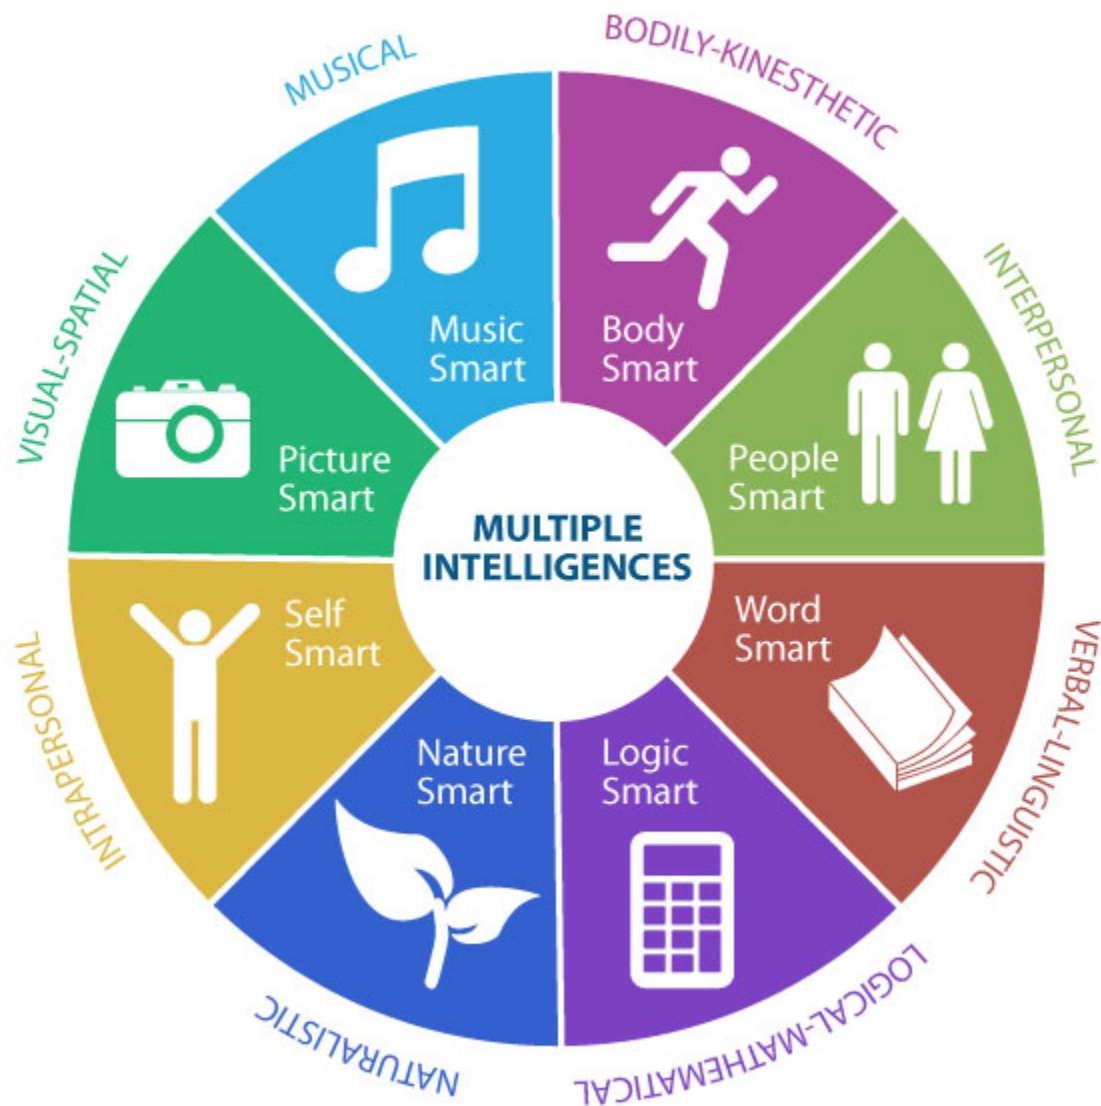 MUSICAL
BODILY-KINESTHETIC
VISUAL-SPATIAL
INTERPERSONAL
Music
Smart
Body
Smart
Picture
Smart
People
Smart
MULTIPLE
INTELLIGENCES
Self
Smart
Word
Smart
INTRAPERSONAL
VERBAL-LINGUISTIC
Nature
Smart
Logic
Smart
NATURALISTIC
LOGICAL-MATHEMATICAL